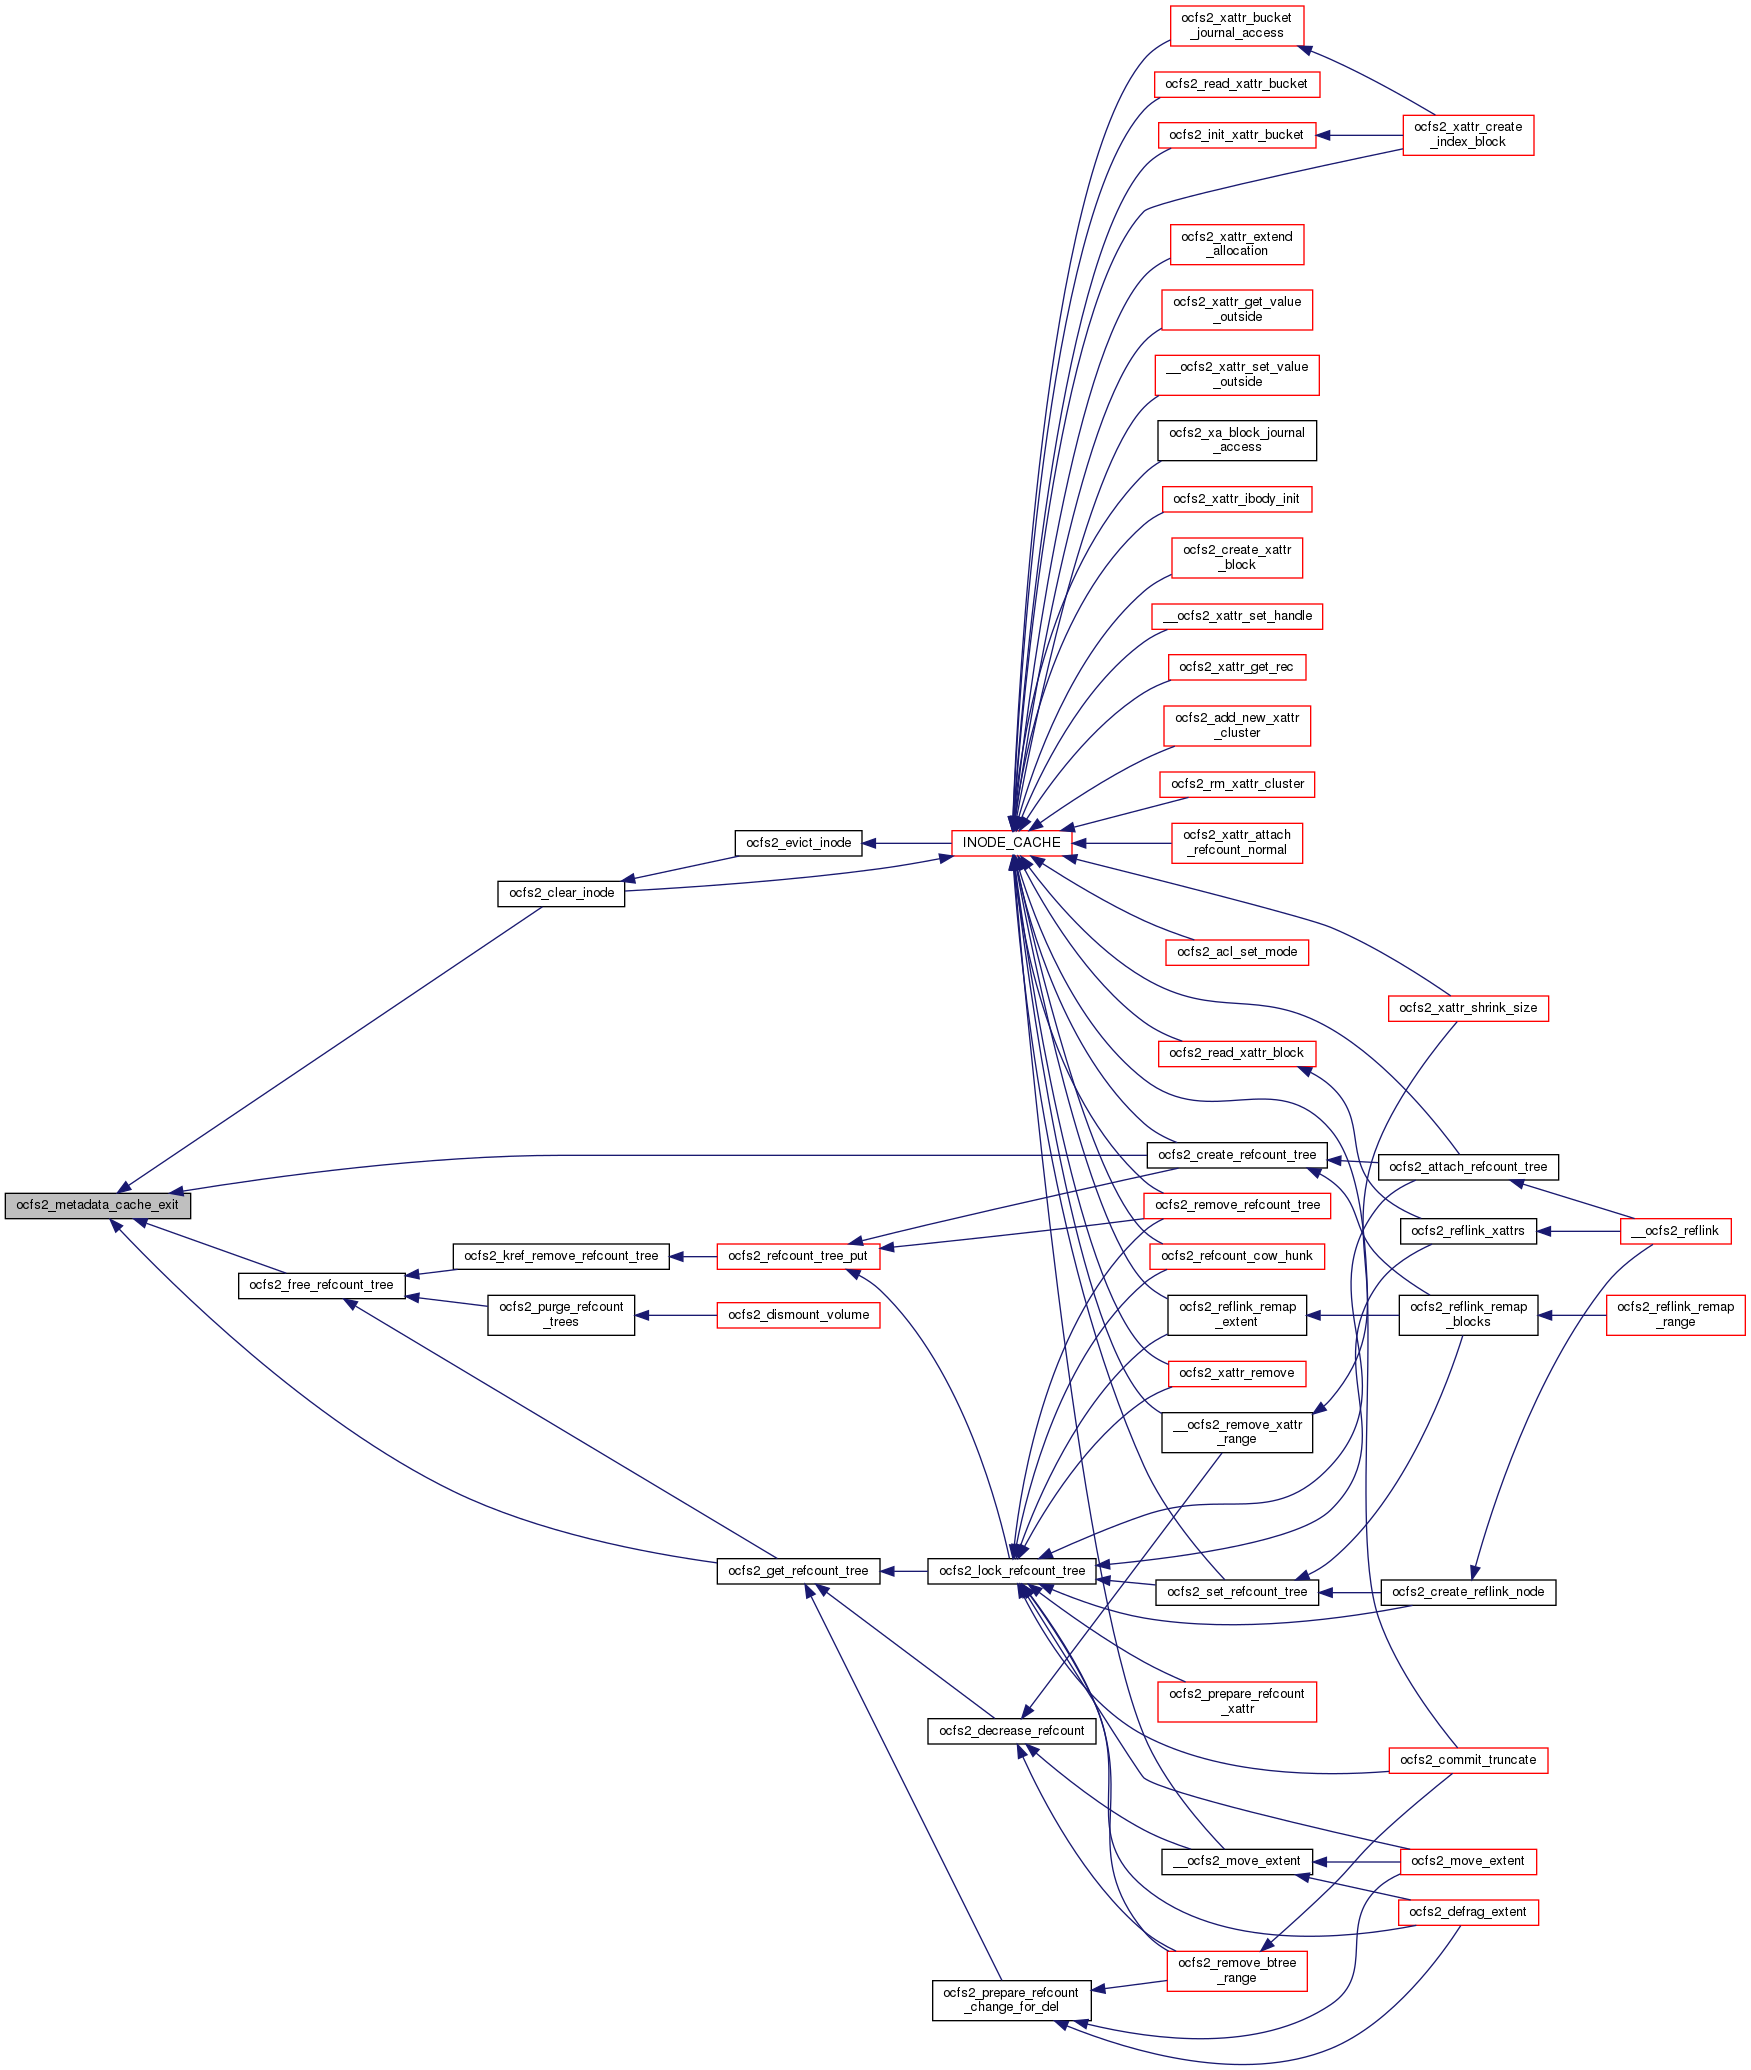 ocfs2_xattr_bucket
_journal_access
ocfs2_read_xattr_bucket
ocfs2_init_xattr_bucket
ocfs2_xattr_create
_index_block
ocfs2_xattr_extend
_allocation
ocfs2_xattr_get_value
_outside
__ocfs2_xattr_set_value
_outside
ocfs2_xa_block_journal
_access
ocfs2_xattr_ibody_init
ocfs2_create_xattr
_block
__ocfs2_xattr_set_handle
ocfs2_xattr_get_rec
ocfs2_add_new_xattr
_cluster
ocfs2_rm_xattr_cluster
ocfs2_evict_inode
INODE_CACHE
ocfs2_xattr_attach
_refcount_normal
ocfs2_clear_inode
ocfs2_acl_set_mode
ocfs2_xattr_shrink_size
ocfs2_read_xattr_block
ocfs2_create_refcount_tree
ocfs2_attach_refcount_tree
ocfs2_metadata_cache_exit
ocfs2_remove_refcount_tree
ocfs2_reflink_xattrs
__ocfs2_reflink
ocfs2_kref_remove_refcount_tree
ocfs2_refcount_tree_put
ocfs2_refcount_cow_hunk
ocfs2_free_refcount_tree
ocfs2_purge_refcount
_trees
ocfs2_dismount_volume
ocfs2_reflink_remap
_extent
ocfs2_reflink_remap
_blocks
ocfs2_reflink_remap
_range
ocfs2_xattr_remove
__ocfs2_remove_xattr
_range
ocfs2_get_refcount_tree
ocfs2_lock_refcount_tree
ocfs2_set_refcount_tree
ocfs2_create_reflink_node
ocfs2_prepare_refcount
_xattr
ocfs2_decrease_refcount
ocfs2_commit_truncate
__ocfs2_move_extent
ocfs2_move_extent
ocfs2_defrag_extent
ocfs2_remove_btree
_range
ocfs2_prepare_refcount
_change_for_del